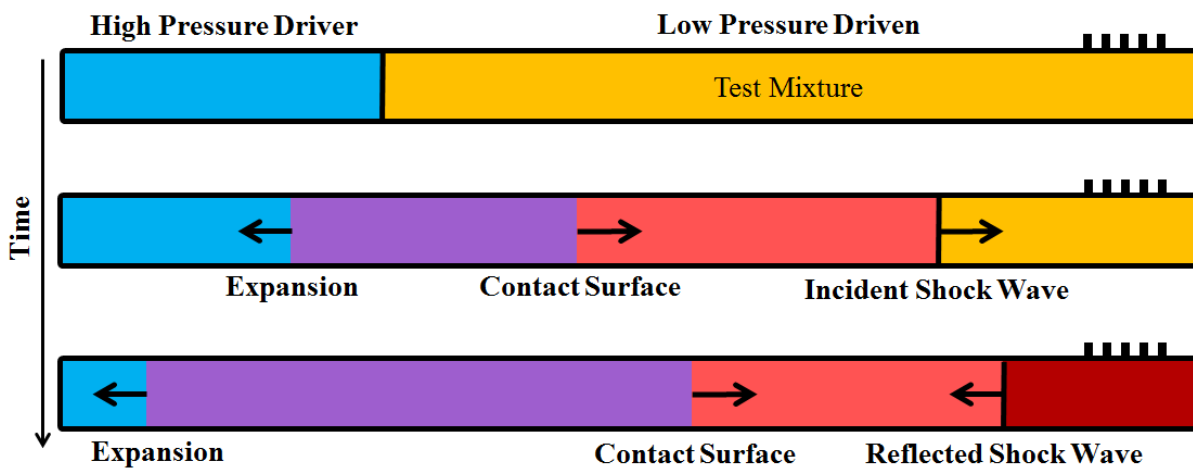 High Pressure Driver
Low Pressure Driven
Test Mixture
Time
Expansion
Contact Surface
Incident Shock Wave
Expansion
Contact Surface
Reflected Shock Wave